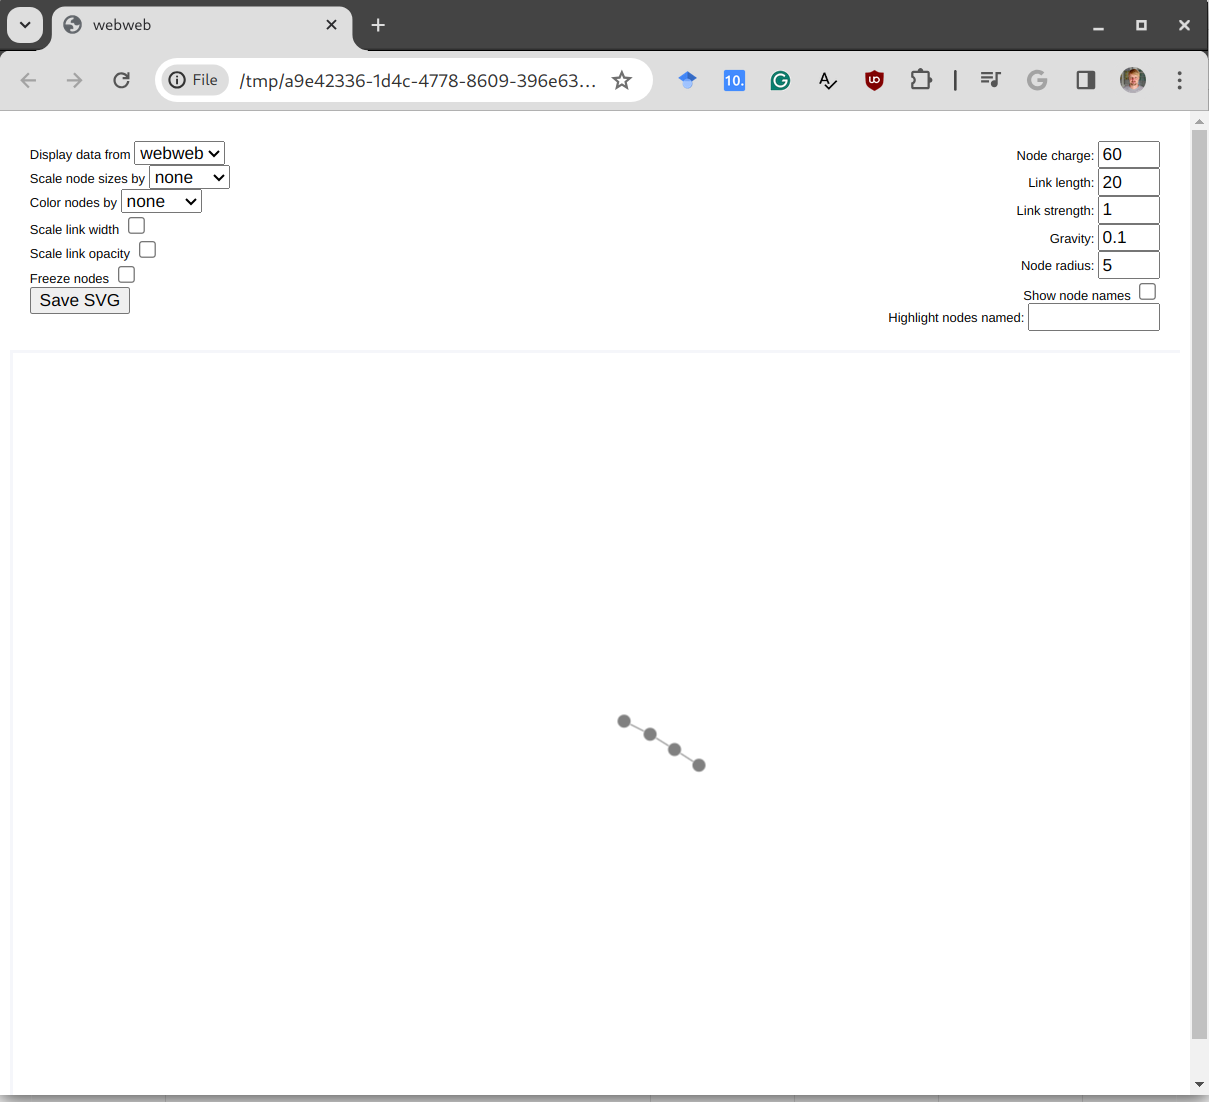 webweb
File /tmp/a9e42336-1d4c-4778-8609-396e63...
10.
Display data from webweb
Scale node sizes by none
Color nodes by none
Scale link width
Scale link opacity
Freeze nodes
Save SVG
Node charge: 60
Link length: 20
Link strength: 1
Gravity: 0.1
Node radius: 5
Show node names
Highlight nodes named: